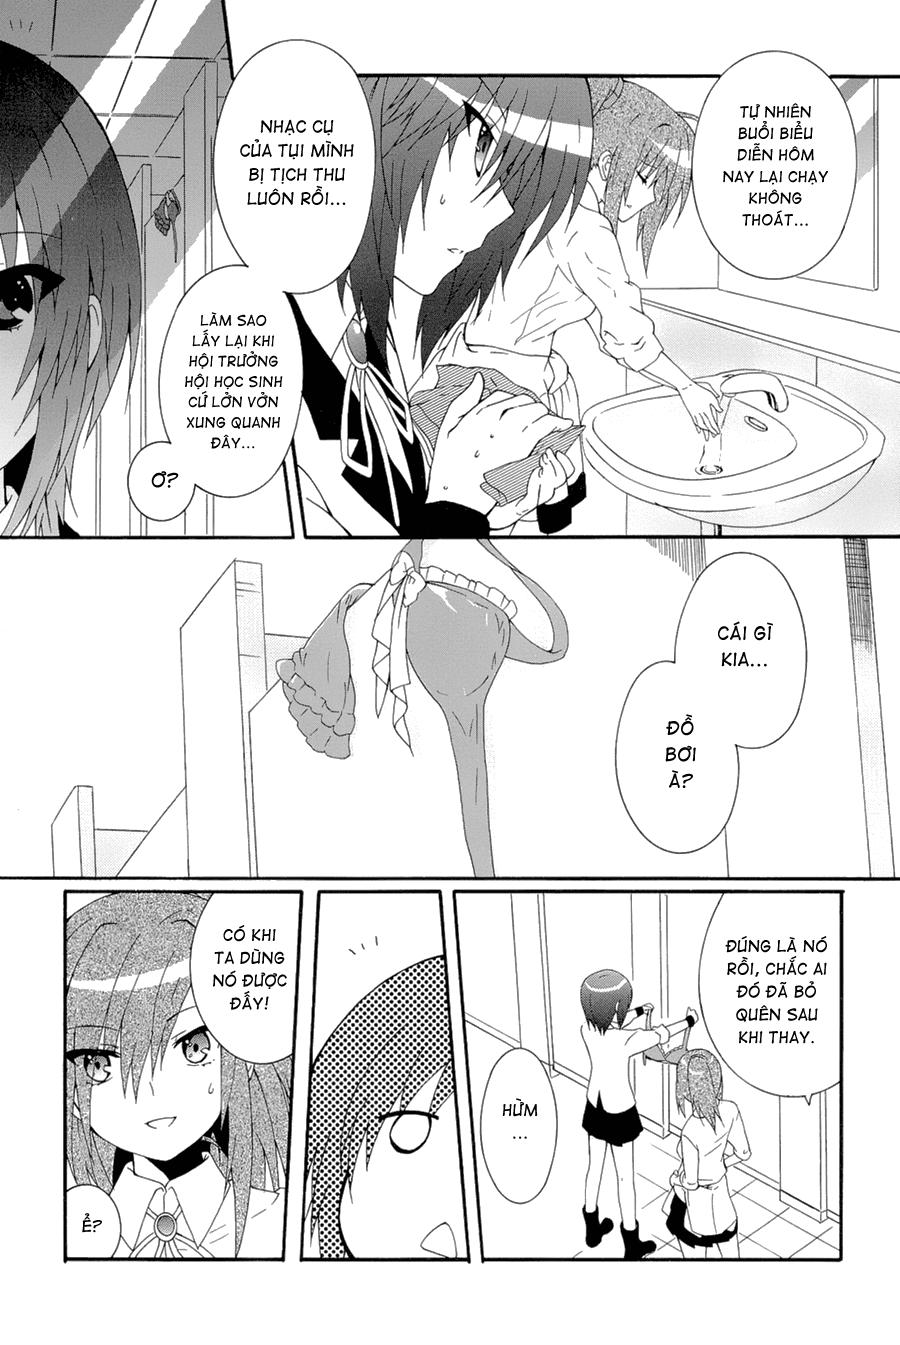 TỰ NHIÊN
BUỔI BIỂU
DIỄN HÔM
NAY LẠI CHẠY
KHÔNG
THOÁT...
NHẠC CỤ
CỦA TỤI MÌNH
BỊ TỊCH THU
LUÔN RỒI...
LÀM SAO
LẤY LẠI KHI
HỘI TRƯỞNG
HỘI HỌC SINH
CỨ LỞN VỞN
XUNG QUANH
ĐÂY...
Ơ?
CÁI GÌ
KIA...
ĐỒ
BƠI
À?
ĐÚNG LÀ NÓ
RỒI, CHẮC AI
ĐÓ ĐÃ BỎ
QUÊN SAU
KHI THAY.
HỪM
...
CÓ KHI
TA DÙNG
NÓ ĐƯỢC
ĐẤY!
Ể?